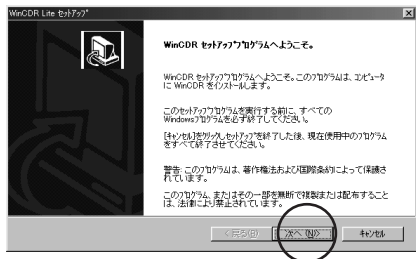 WinCDR Lite ｾｯﾄｱｯﾌﾟ
WinCDR ｾｯﾄｱｯﾌﾟﾌﾟﾛｸﾞﾗﾑへようこそ。
WinCDR ｾｯﾄｱｯﾌﾟﾌﾟﾛｸﾞﾗﾑへようこそ。このﾌﾟﾛｸﾞﾗﾑは、ｺﾝﾋﾟｭｰﾀ
に WinCDR をｲﾝｽﾄｰﾙします。
このｾｯﾄｱｯﾌﾟﾌﾟﾛｸﾞﾗﾑを実行する前に、すべての
Windowsﾌﾟﾛｸﾞﾗﾑを必ず終了してください。
[ｷｬﾝｾﾙ]をｸﾘｯｸし、ｾｯﾄｱｯﾌﾟを終了した後、現在使用中のﾌﾟﾛｸﾞﾗﾑ
をすべて終了させてください。
警告: このﾌﾟﾛｸﾞﾗﾑは、著作権法および国際条約によって保護さ
れています。
このﾌﾟﾛｸﾞﾗﾑ、またはその一部を無断で複製または配布すること
は、法律により禁止されています。
< 戻る(B) 次へ (N)> ｷｬﾝｾﾙ